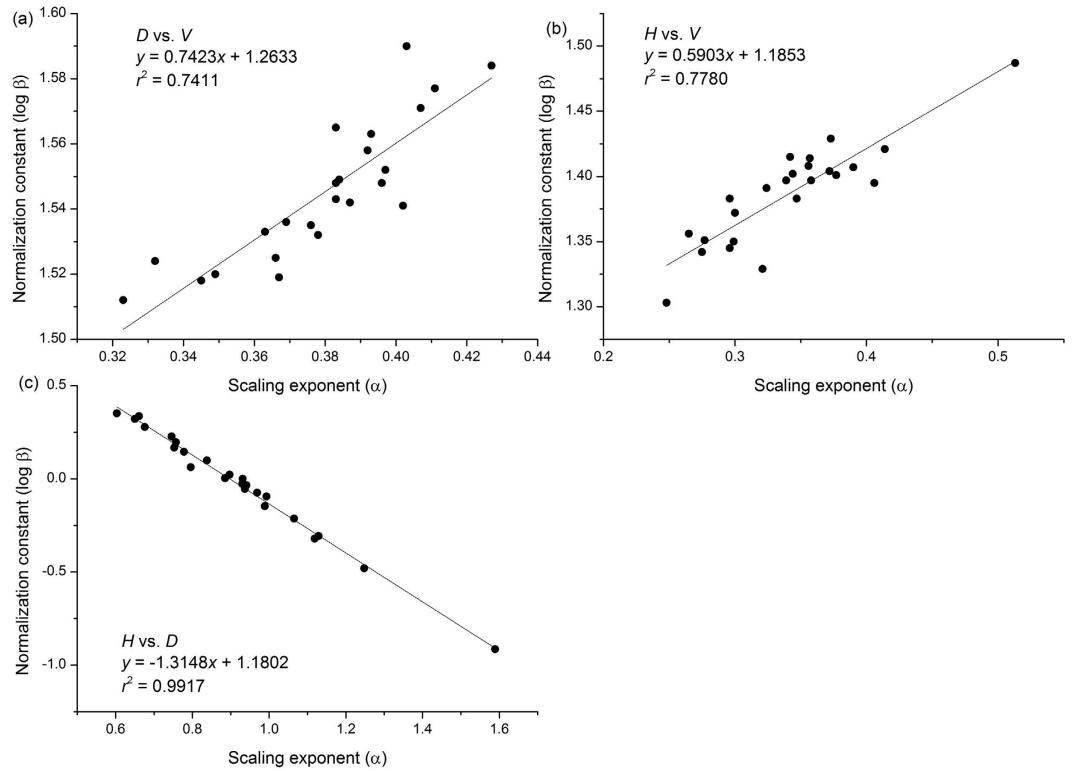 (a)
D vs. V
y = 0.7423x + 1.2633
r² = 0.7411
Normalization constant (log β)
1.60
1.58
1.56
1.54
1.52
1.50
0.32 0.34 0.36 0.38 0.40 0.42 0.44
Scaling exponent (α)
(b)
H vs. V
y = 0.5903x + 1.1853
r² = 0.7780
Normalization constant (log β)
1.50
1.45
1.40
1.35
1.30
0.2 0.3 0.4 0.5
Scaling exponent (α)
(c)
Normalization constant (log β)
0.5
0.0
-0.5
-1.0
H vs. D
y = -1.3148x + 1.1802
r² = 0.9917
0.6 0.8 1.0 1.2 1.4 1.6
Scaling exponent (α)